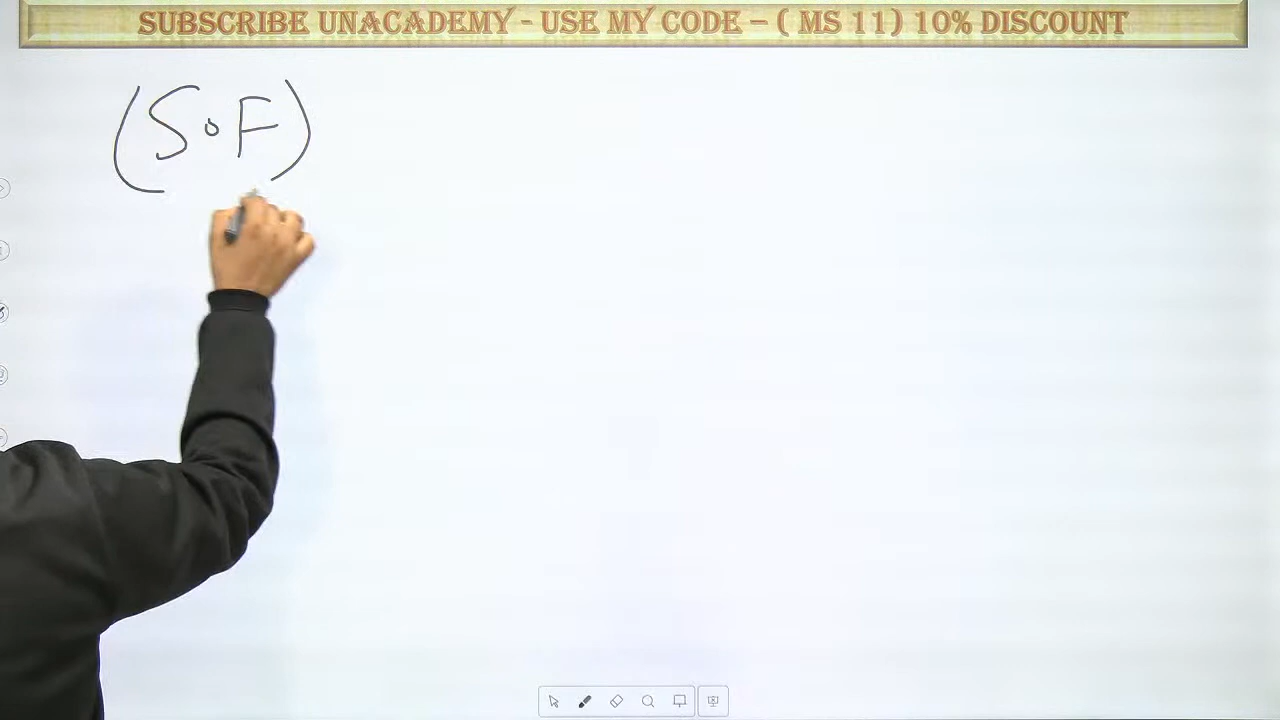 SUBSCRIBE UNACADEMY - USE MY CODE – ( MS 11) 10% DISCOUNT
(S∘F)